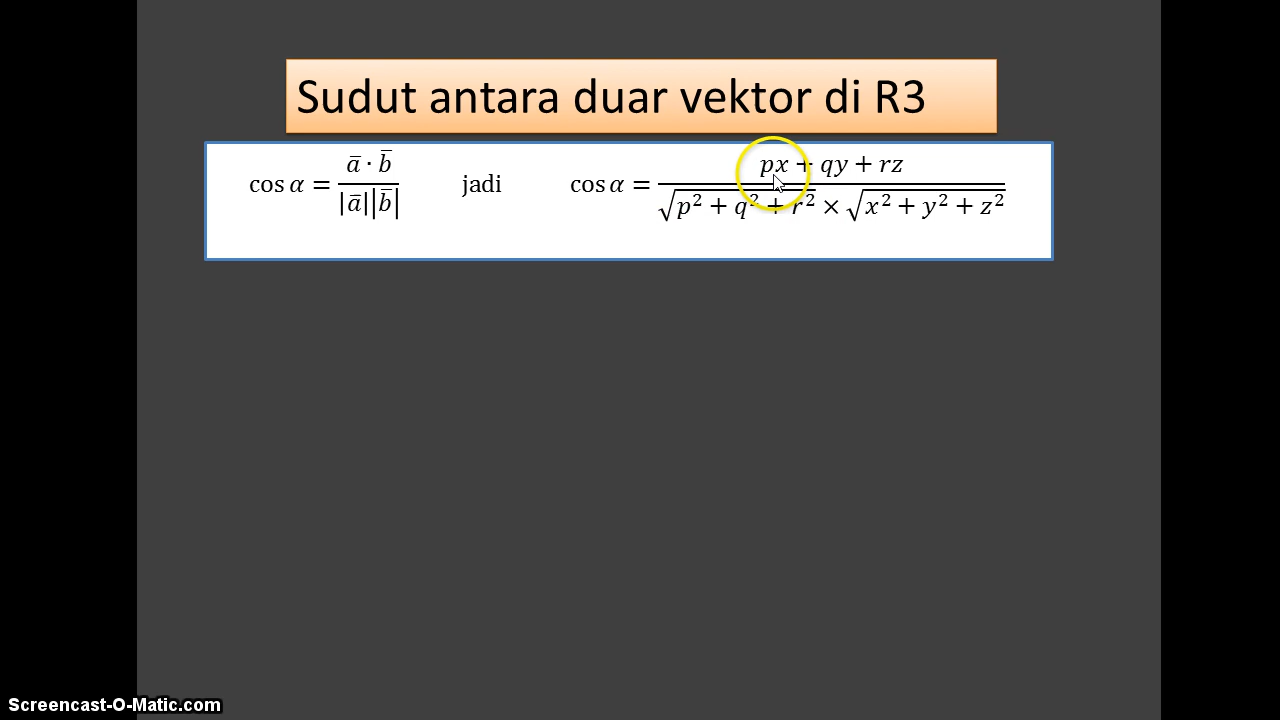 Sudut antara duar vektor di R3
cos α = a̅ · b̅ / |a̅||b̅| jadi cos α = px + qy + rz / √(p² + q² + r²) × √(x² + y² + z²)
Screencast-O-Matic.com